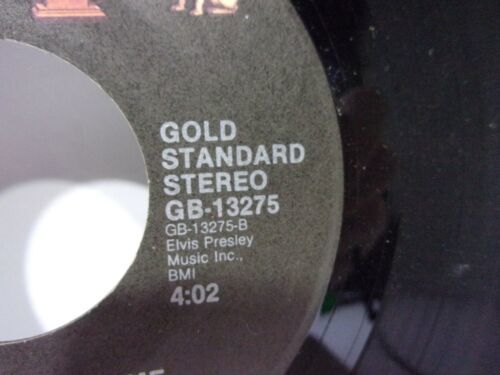 GOLD
STANDARD
STEREO
GB-13275
GB-13275-B
Elvis Presley
Music Inc.,
BMI
4:02